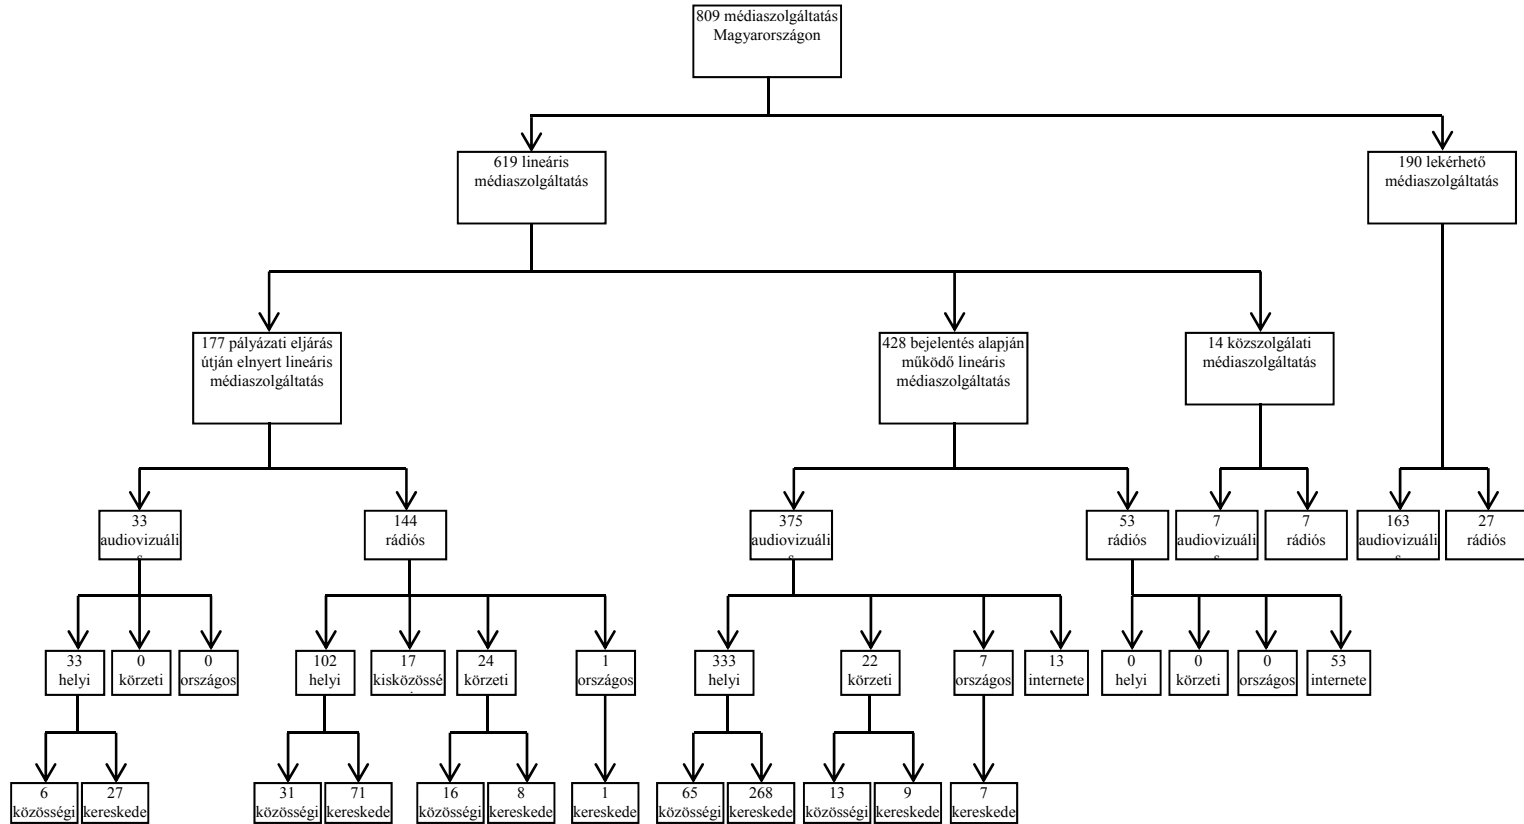 809 médiaszolgáltatás
Magyarországon
619 lineáris
médiaszolgáltatás
190 lekérhető
médiaszolgáltatás
177 pályázati eljárás
útján elnyert lineáris
médiaszolgáltatás
428 bejelentés alapján
működő lineáris
médiaszolgáltatás
14 közszolgálati
médiaszolgáltatás
33
audiovizuáli
s
144
rádiós
375
audiovizuáli
s
53
rádiós
7
audiovizuáli
s
7
rádiós
163
audiovizuáli
s
27
rádiós
33
helyi
0
körzeti
0
országos
102
helyi
17
kisközössé
24
körzeti
1
országos
333
helyi
22
körzeti
7
országos
13
internete
0
helyi
0
körzeti
0
országos
53
internete
6
közösségi
27
kereskede
31
közösségi
71
kereskede
16
közösségi
8
kereskede
1
kereskede
65
közösségi
268
kereskede
13
közösségi
9
kereskede
7
kereskede